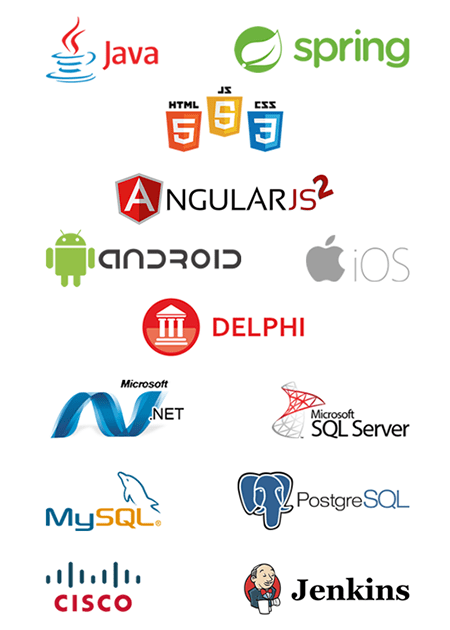 Java
spring
JS
HTML CSS
5 5 3
ANGULARJS2
ANDROID
iOS
DELPHI
Microsoft
.NET
Microsoft
SQL Server
MySQL®
PostgreSQL
CISCO
Jenkins